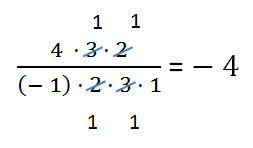 1 1
4 · 3 · 2
(− 1) · 2 · 3 · 1
= − 4
1 1